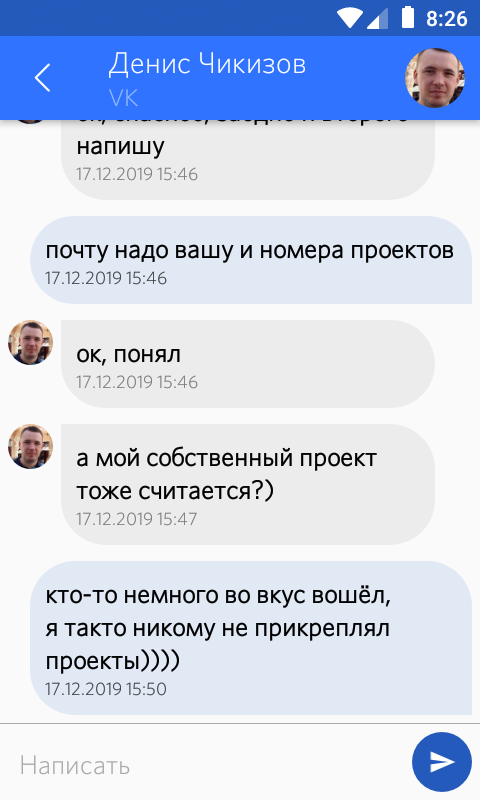 8:26
Денис Чикизов
VK
напишу
17.12.2019 15:46
почту надо вашу и номера проектов
17.12.2019 15:46
ок, понял
17.12.2019 15:46
а мой собственный проект
тоже считается?)
17.12.2019 15:47
кто-то немного во вкус вошёл,
я такто никому не прикреплял
проекты))))
17.12.2019 15:50
Написать